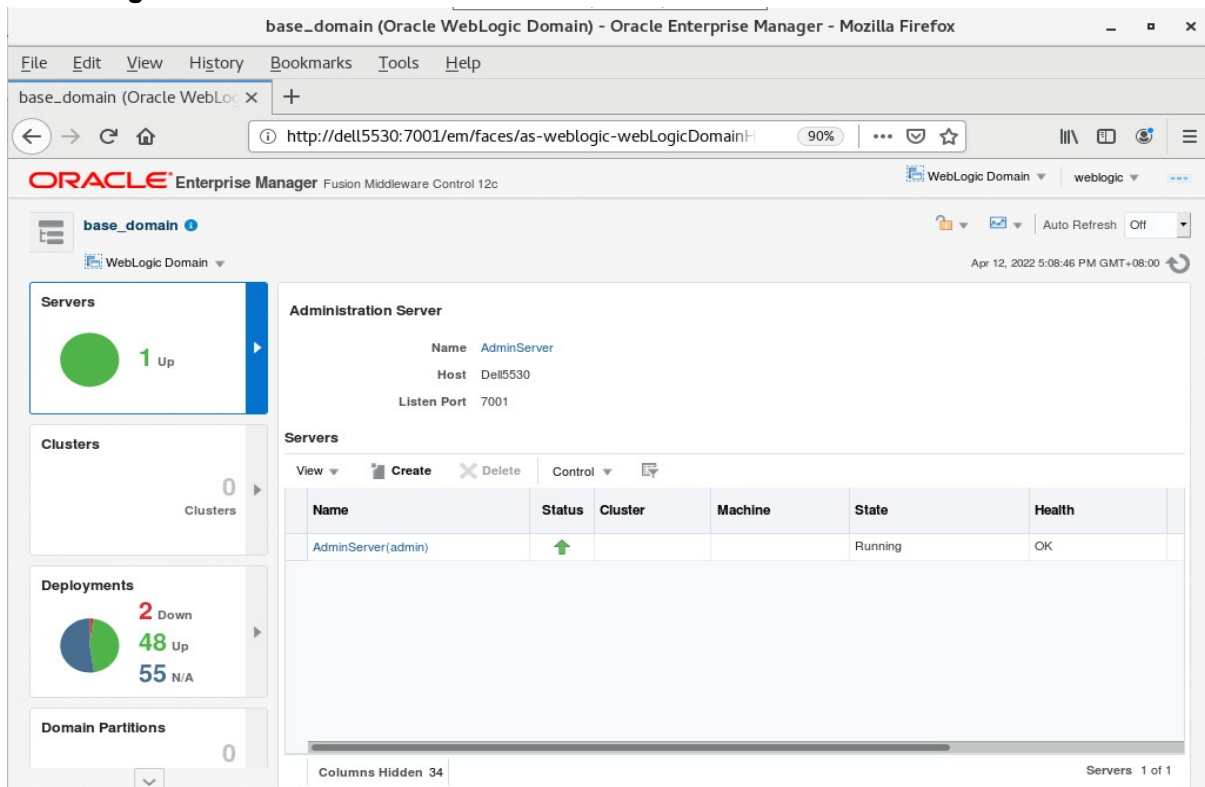 base_domain (Oracle WebLogic Domain) - Oracle Enterprise Manager - Mozilla Firefox
File Edit View History Bookmarks Tools Help
base_domain (Oracle WebLog
http://dell5530:7001/em/faces/as-weblogic-webLogicDomainH 90%
ORACLE Enterprise Manager Fusion Middleware Control 12c WebLogic Domain weblogic
base_domain Auto Refresh Off
WebLogic Domain Apr 12, 2022 5:08:46 PM GMT+08:00
Servers
1 Up
Clusters
0
Clusters
Deployments
2 Down
48 Up
55 N/A
Domain Partitions
0
Administration Server
Name AdminServer
Host Dell5530
Listen Port 7001
Servers
View Create Delete Control
Name Status Cluster Machine State Health
AdminServer(admin) Running OK
Columns Hidden 34 Servers 1 of 1